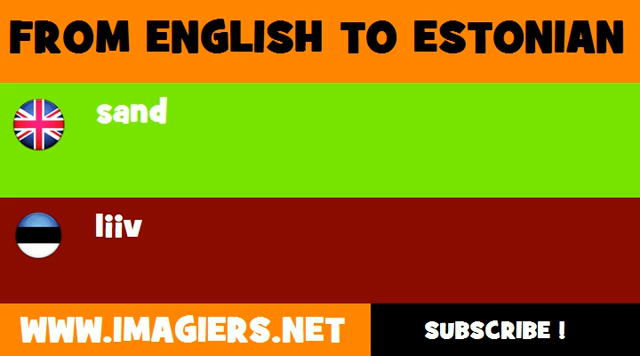 FROM ENGLISH TO ESTONIAN
sand
liiv
WWW.IMAGIERS.NET
SUBSCRIBE !